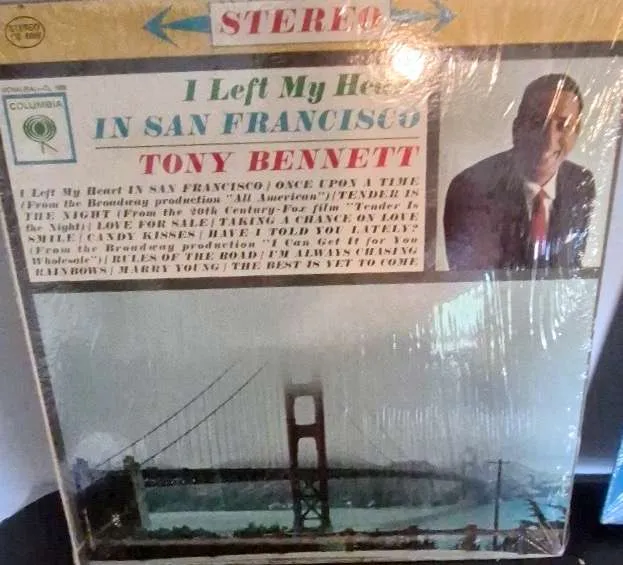 STEREO
STEREO
I Left My Hea
COLUMBIA
IN SAN FRANCISCO
TONY BENNETT
I Left My Heart IN SAN FRANCISCO / ONCE UPON A TIME
(From the Broadway production "All American") / TENDER IS
THE NIGHT (From the 20th Century-Fox film "Tender Is
the Night) / LOVE FOR SALE / TAKING A CHANCE ON LOVE
SMILE / CANDY KISSES / HAVE I TOLD YOU LATELY?
(From the Broadway production "I Can Get It for You
Wholesale") / RULES OF THE ROAD / I'M ALWAYS CHASING
RAINBOWS / MARRY YOUNG / THE BEST IS YET TO COME